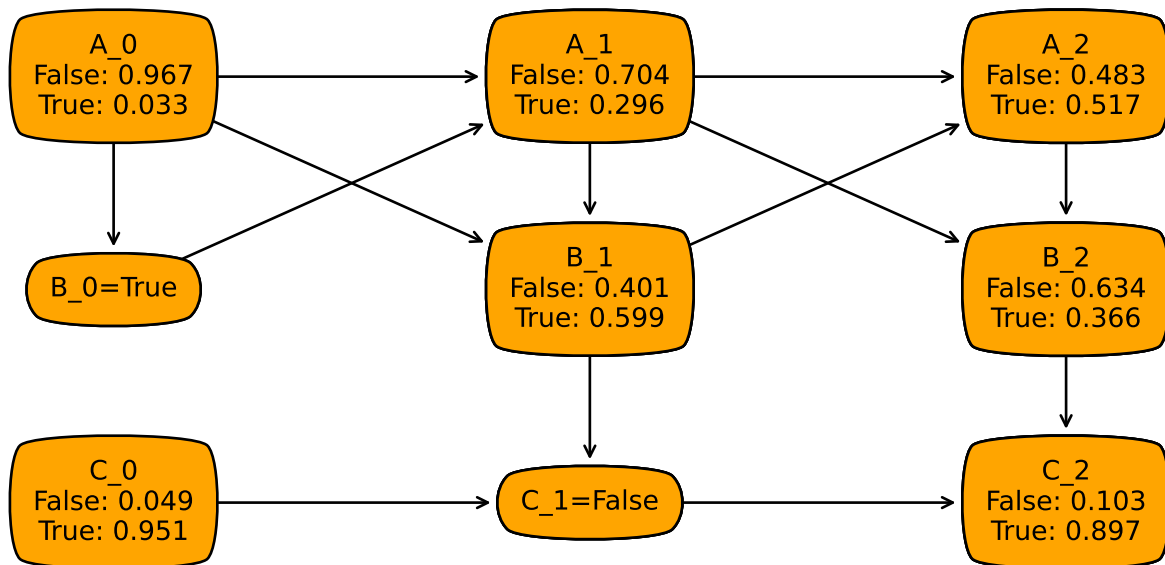 A_0
False: 0.967
True: 0.033
A_1
False: 0.704
True: 0.296
A_2
False: 0.483
True: 0.517
B_0=True
B_1
False: 0.401
True: 0.599
B_2
False: 0.634
True: 0.366
C_0
False: 0.049
True: 0.951
C_1=False
C_2
False: 0.103
True: 0.897